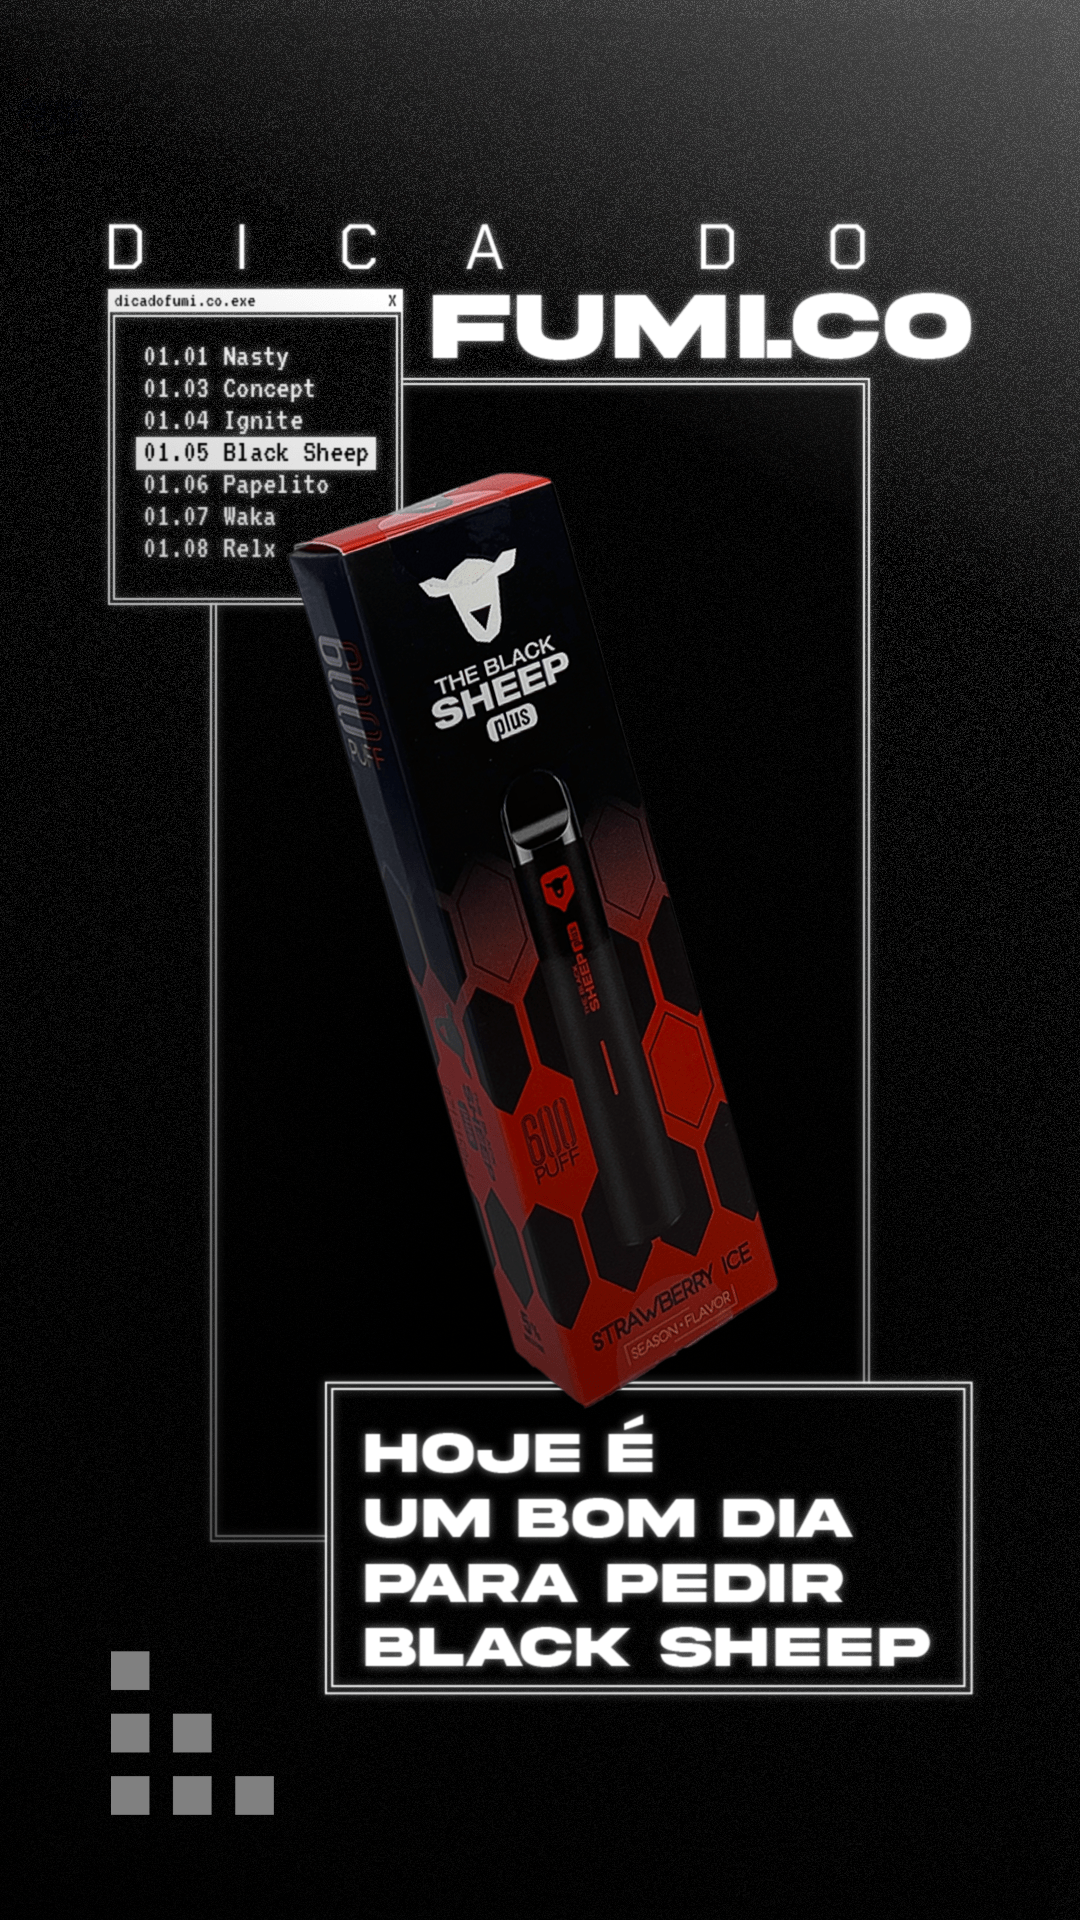 DICA DO
FUMI.CO
dicadofumi.co.exe X
01.01 Nasty
01.03 Concept
01.04 Ignite
01.05 Black Sheep
01.06 Papelito
01.07 Waka
01.08 Relx
THE BLACK
SHEEP
plus
600
PUFF
SHEEP
600
PUFF
STRAWBERRY ICE
SEASON·FLAVOR
HOJE É
UM BOM DIA
PARA PEDIR
BLACK SHEEP